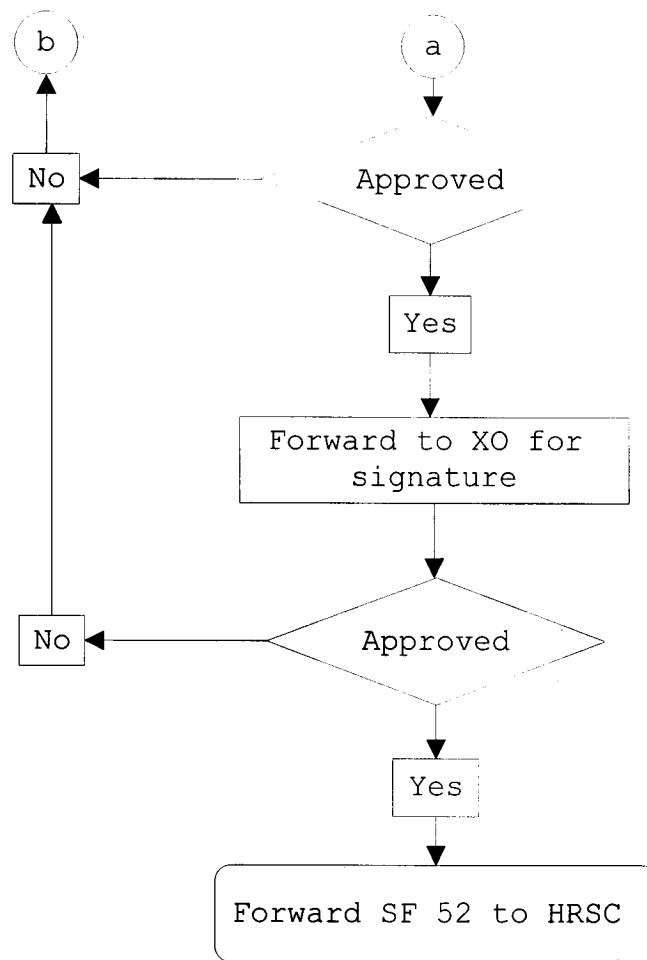 b
a
No
Approved
Yes
Forward to XO for
signature
No
Approved
Yes
Forward SF 52 to HRSC